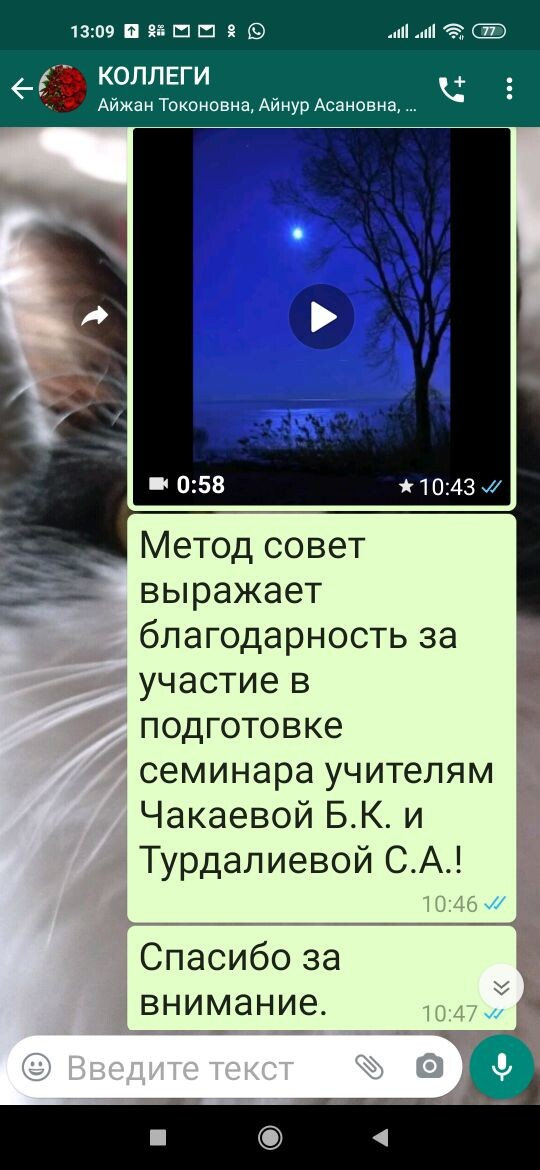 13:09
77
КОЛЛЕГИ
Айжан Токоновна, Айнур Асановна, ...
0:58
10:43
Метод совет
выражает
благодарность за
участие в
подготовке
семинара учителям
Чакаевой Б.К. и
Турдалиевой С.А.!
10:46
Спасибо за
внимание.
10:47
Введите текст